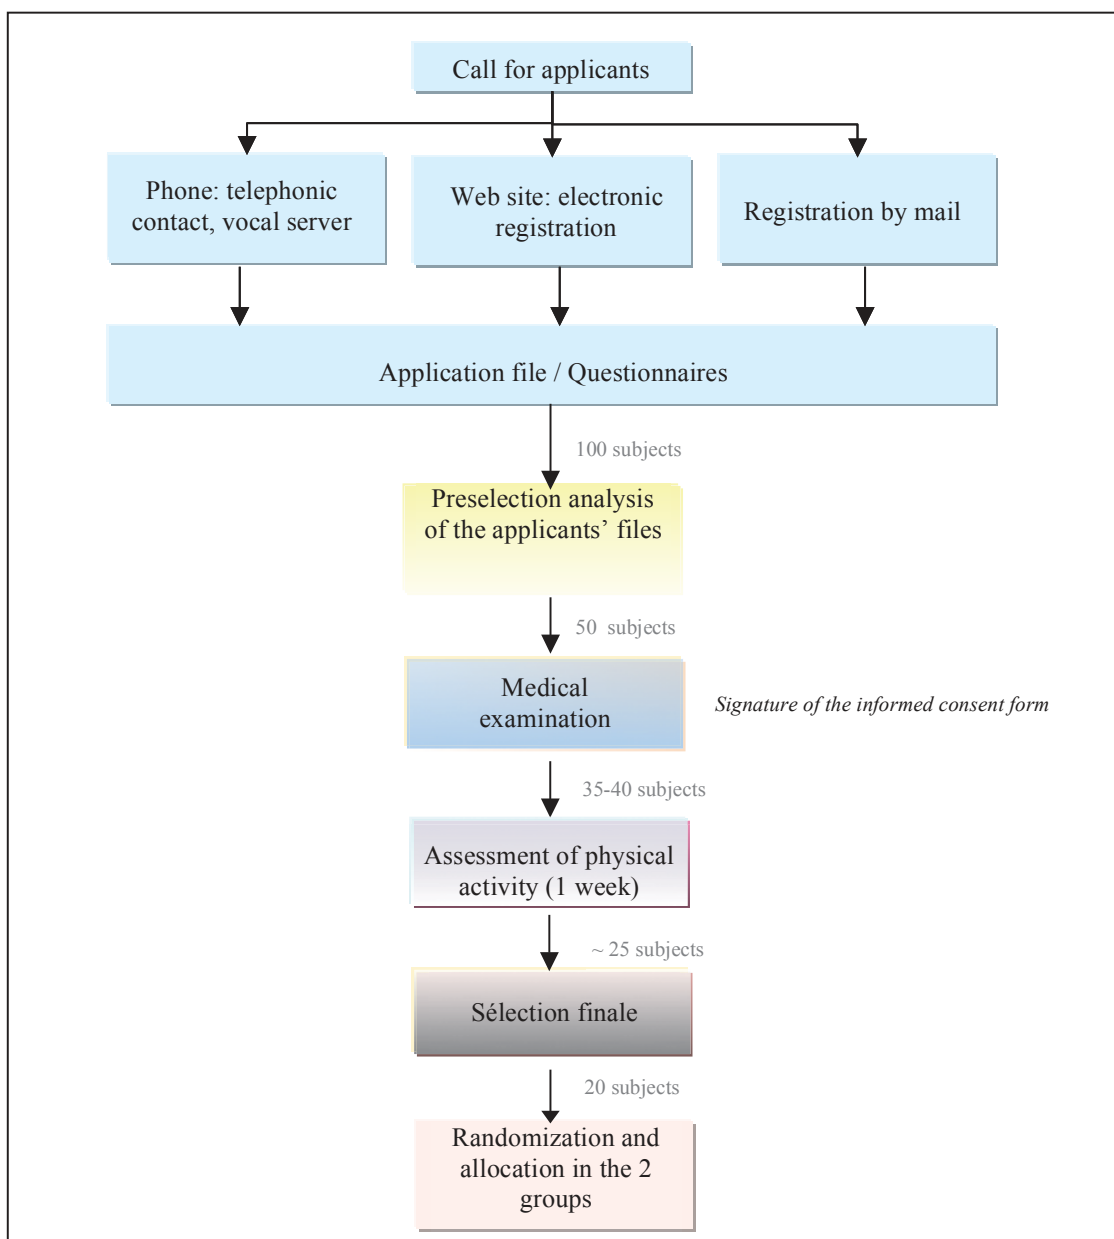 Call for applicants
Phone: telephonic
contact, vocal server
Web site: electronic
registration
Registration by mail
Application file / Questionnaires
100 subjects
Preselection analysis
of the applicants’ files
50 subjects
Medical
examination
Signature of the informed consent form
35-40 subjects
Assessment of physical
activity (1 week)
~ 25 subjects
Sélection finale
20 subjects
Randomization and
allocation in the 2
groups